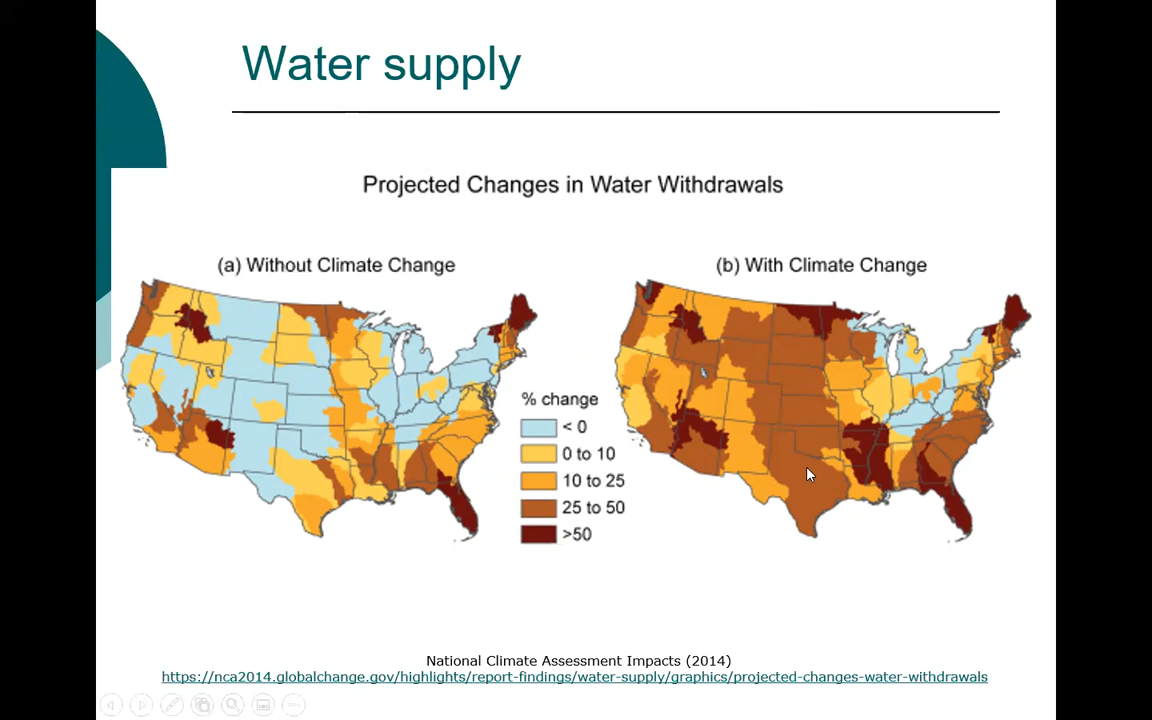 Water supply
Projected Changes in Water Withdrawals
(a) Without Climate Change
(b) With Climate Change
% change
< 0
0 to 10
10 to 25
25 to 50
>50
National Climate Assessment Impacts (2014)
https://nca2014.globalchange.gov/highlights/report-findings/water-supply/graphics/projected-changes-water-withdrawals